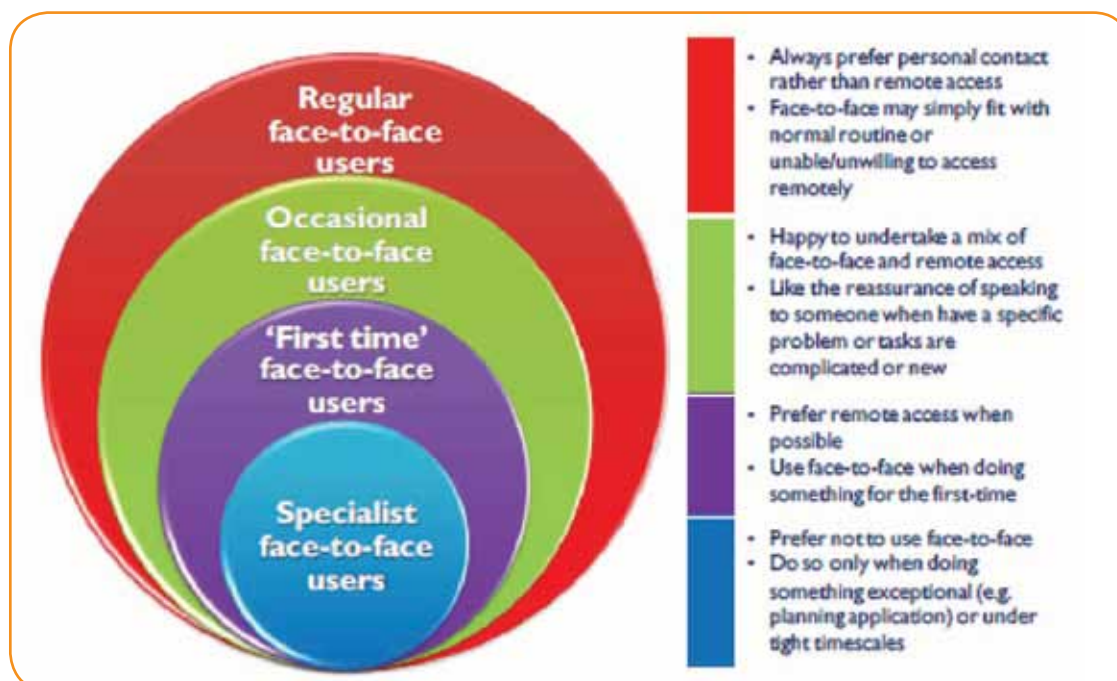 Regular
face-to-face
users
Occasional
face-to-face
users
‘First time’
face-to-face
users
Specialist
face-to-face
users
• Always prefer personal contact
rather than remote access
• Face-to-face may simply fit with
normal routine or
unable/unwilling to access
remotely
• Happy to undertake a mix of
face-to-face and remote access
• Like the reassurance of speaking
to someone when have a specific
problem or tasks are
complicated or new
• Prefer remote access when
possible
• Use face-to-face when doing
something for the first-time
• Prefer not to use face-to-face
• Do so only when doing
something exceptional (e.g.
planning application) or under
tight timescales